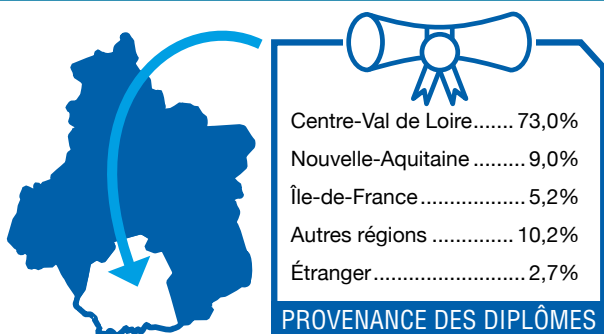 Centre-Val de Loire....... 73,0%
Nouvelle-Aquitaine ......... 9,0%
Île-de-France.................. 5,2%
Autres régions .............. 10,2%
Étranger........................... 2,7%
PROVENANCE DES DIPLÔMES